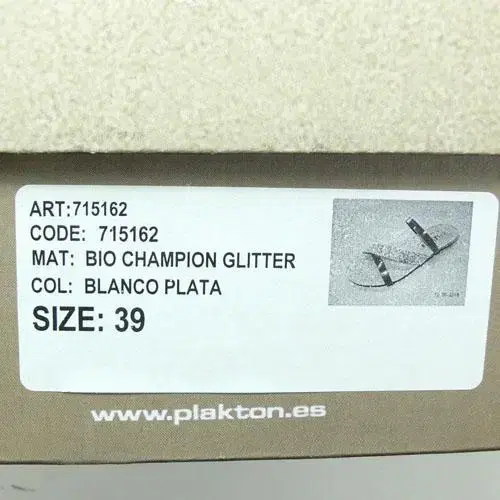 ART:715162
CODE: 715162
MAT: BIO CHAMPION GLITTER
COL: BLANCO PLATA
SIZE: 39
www.plakton.es